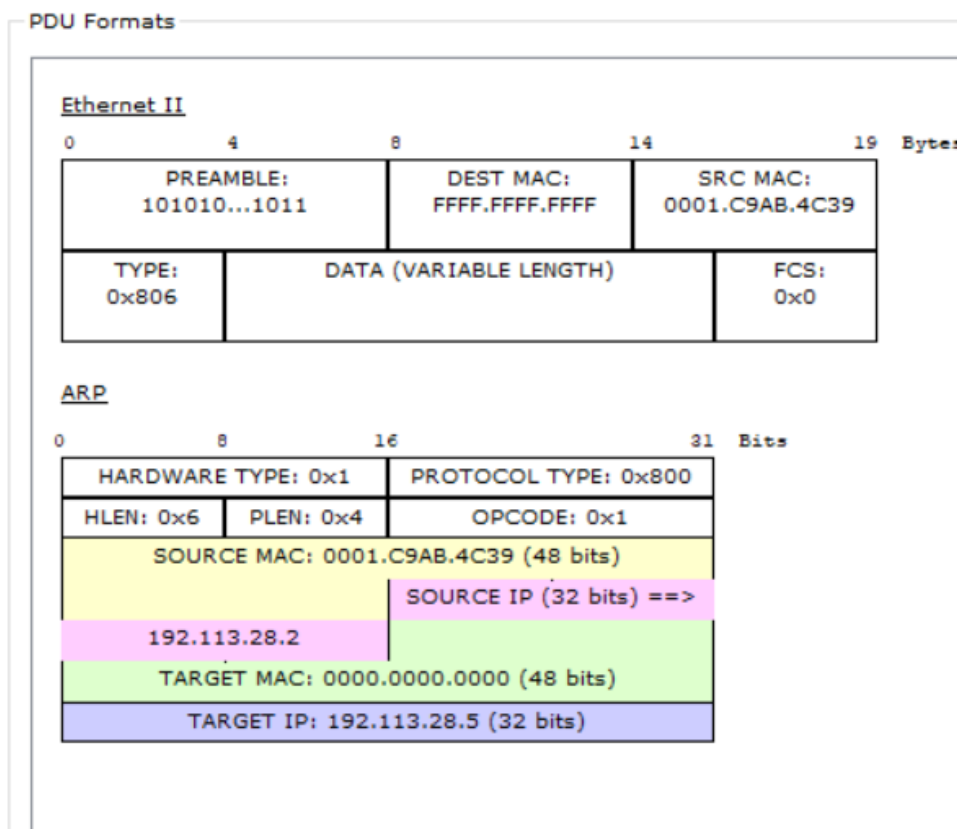 PDU Formats
Ethernet II
0 4 8 14 19 Bytes
PREAMBLE: DEST MAC: SRC MAC:
101010...1011 FFFF.FFFF.FFFF 0001.C9AB.4C39
TYPE: DATA (VARIABLE LENGTH) FCS:
0x806 0x0
ARP
0 8 16 31 Bits
HARDWARE TYPE: 0x1 PROTOCOL TYPE: 0x800
HLEN: 0x6 PLEN: 0x4 OPCODE: 0x1
SOURCE MAC: 0001.C9AB.4C39 (48 bits)
SOURCE IP (32 bits) ==>
192.113.28.2
TARGET MAC: 0000.0000.0000 (48 bits)
TARGET IP: 192.113.28.5 (32 bits)